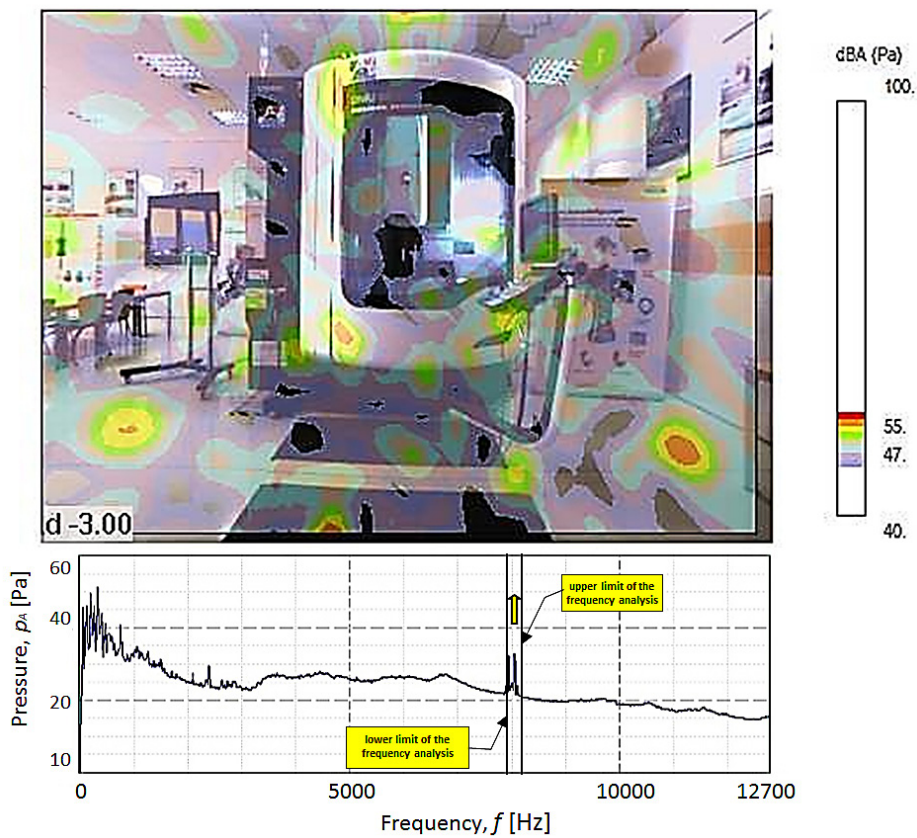 dBA (Pa)
100.
55.
47.
40.
d -3.00
Pressure, pA [Pa]
60
40
20
10
upper limit of the
frequency analysis
lower limit of the
frequency analysis
0
5000
10000
12700
Frequency, f [Hz]